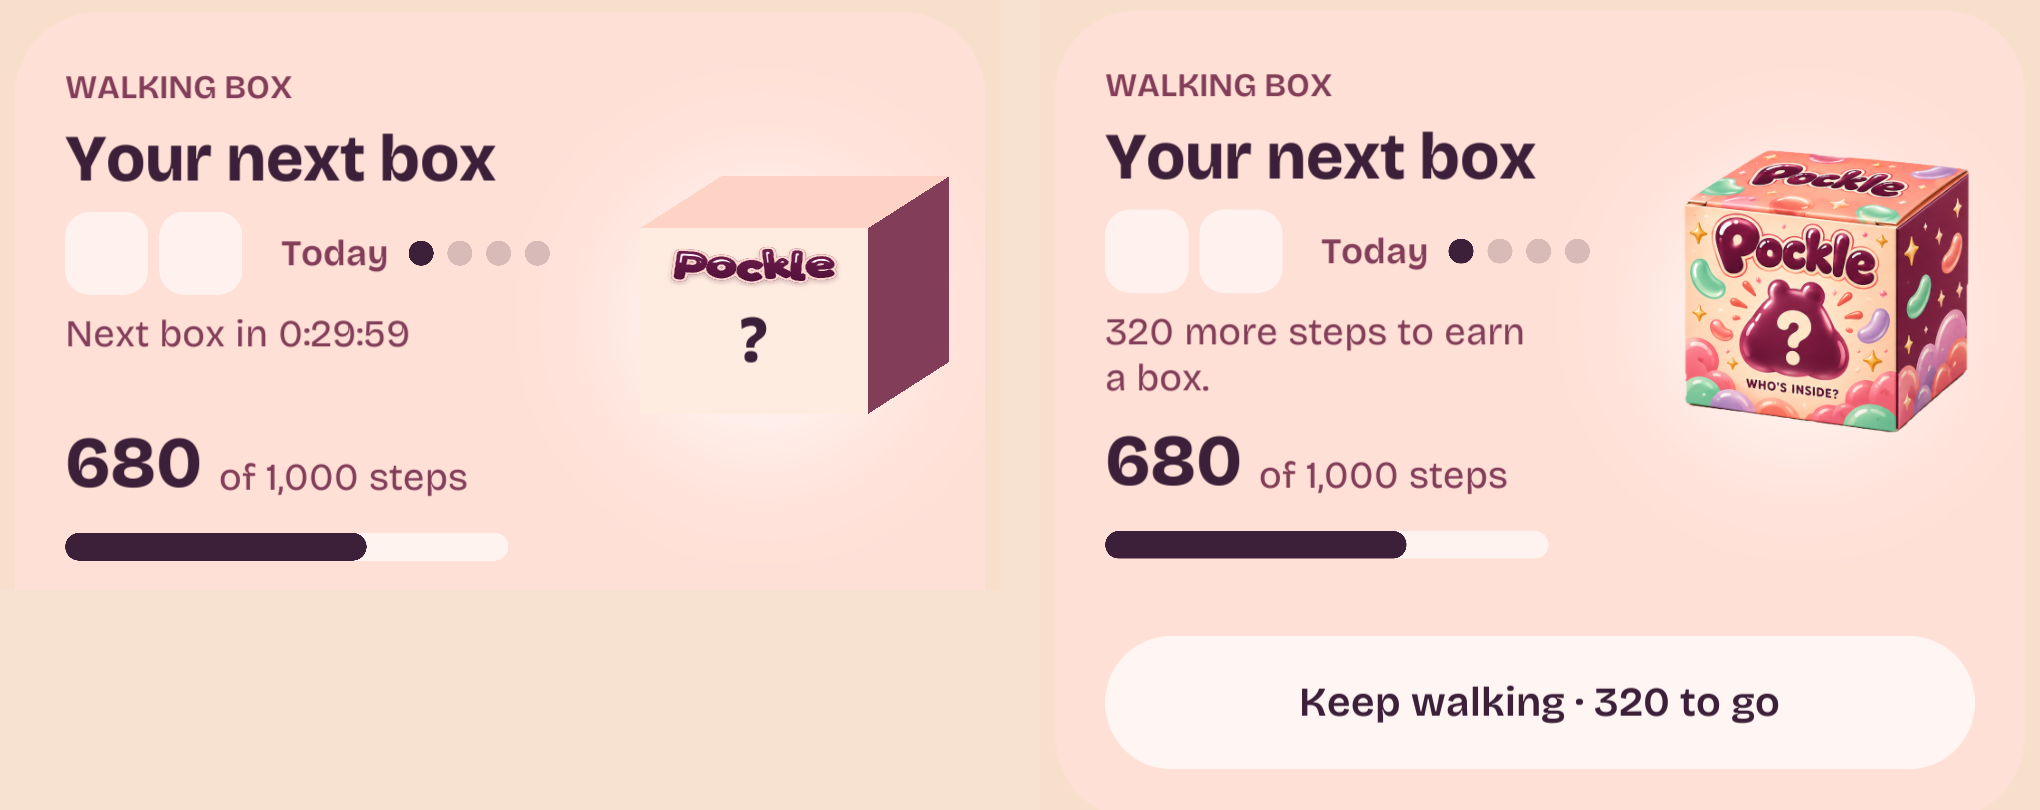 WALKING BOX
Your next box
Today
Next box in 0:29:59
680 of 1,000 steps
Pockle
?
WALKING BOX
Your next box
Today
320 more steps to earn
a box.
680 of 1,000 steps
Pockle
Pockle
?
WHO'S INSIDE?
Keep walking · 320 to go